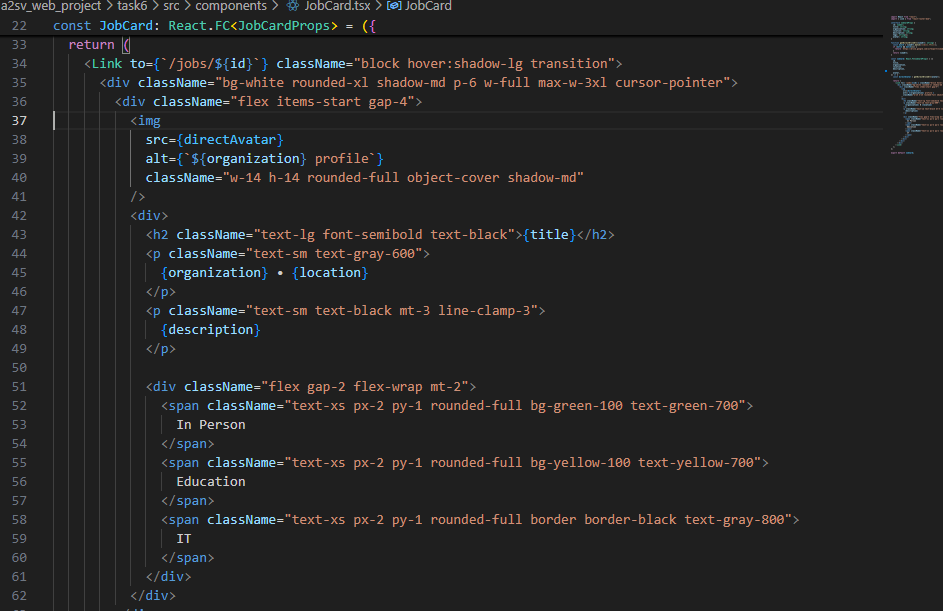 a2sv_web_project > task6 > src > components > JobCard.tsx > JobCard
22 const JobCard: React.FC<JobCardProps> = ({
33 return (
34 <Link to={`/jobs/${id}`} className="block hover:shadow-lg transition">
35 <div className="bg-white rounded-xl shadow-md p-6 w-full max-w-3xl cursor-pointer">
36 <div className="flex items-start gap-4">
37 <img
38 src={directAvatar}
39 alt={`${organization} profile`}
40 className="w-14 h-14 rounded-full object-cover shadow-md"
41 />
42 <div>
43 <h2 className="text-lg font-semibold text-black">{title}</h2>
44 <p className="text-sm text-gray-600">
45 {organization} • {location}
46 </p>
47 <p className="text-sm text-black mt-3 line-clamp-3">
48 {description}
49 </p>
50
51 <div className="flex gap-2 flex-wrap mt-2">
52 <span className="text-xs px-2 py-1 rounded-full bg-green-100 text-green-700">
53 In Person
54 </span>
55 <span className="text-xs px-2 py-1 rounded-full bg-yellow-100 text-yellow-700">
56 Education
57 </span>
58 <span className="text-xs px-2 py-1 rounded-full border border-black text-gray-800">
59 IT
60 </span>
61 </div>
62 </div>